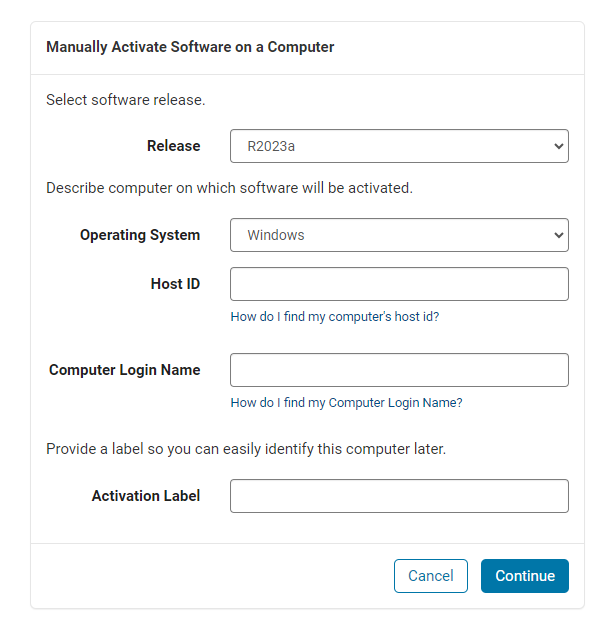 Manually Activate Software on a Computer
Select software release.
Release R2023a
Describe computer on which software will be activated.
Operating System Windows
Host ID
How do I find my computer's host id?
Computer Login Name
How do I find my Computer Login Name?
Provide a label so you can easily identify this computer later.
Activation Label
Cancel Continue